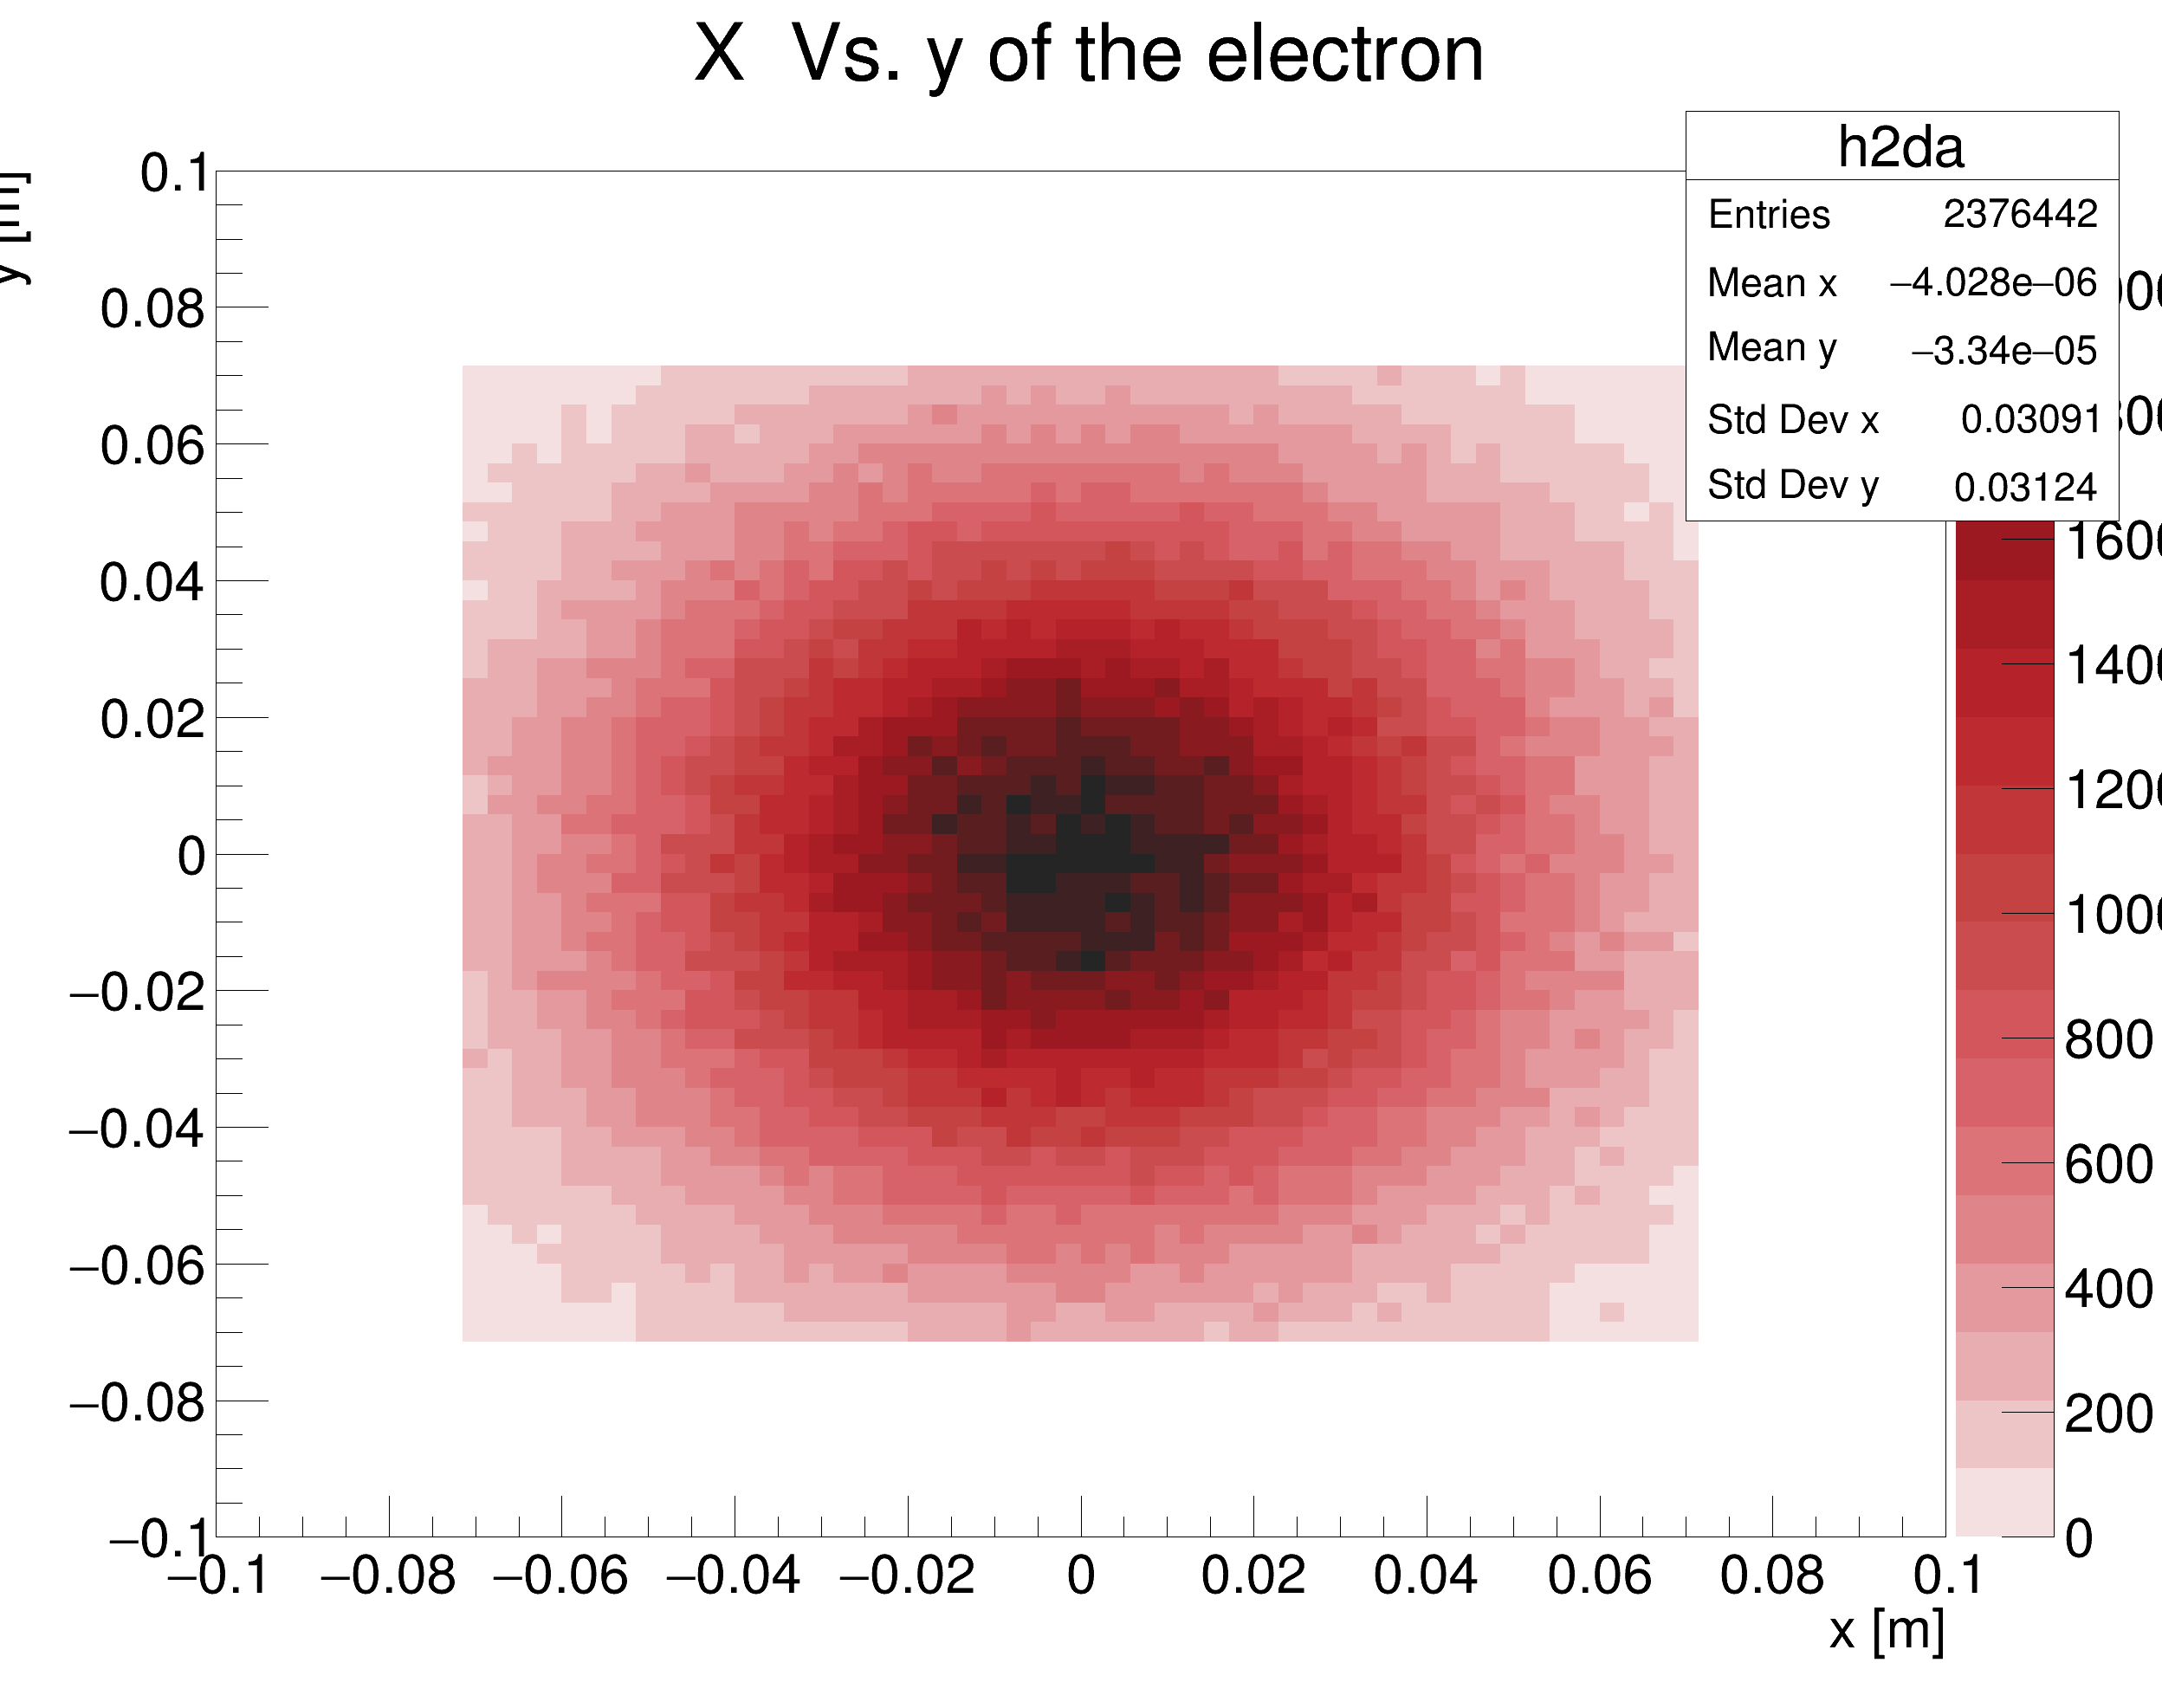 X Vs. y of the electron
h2da
Entries 2376442
Mean x −4.028e−06
Mean y −3.34e−05
Std Dev x 0.03091
Std Dev y 0.03124
y [m]
0.1
0.08
0.06
0.04
0.02
0
−0.02
−0.04
−0.06
−0.08
−0.1
−0.1 −0.08 −0.06 −0.04 −0.02 0 0.02 0.04 0.06 0.08 0.1
x [m]
800
600
400
200
0